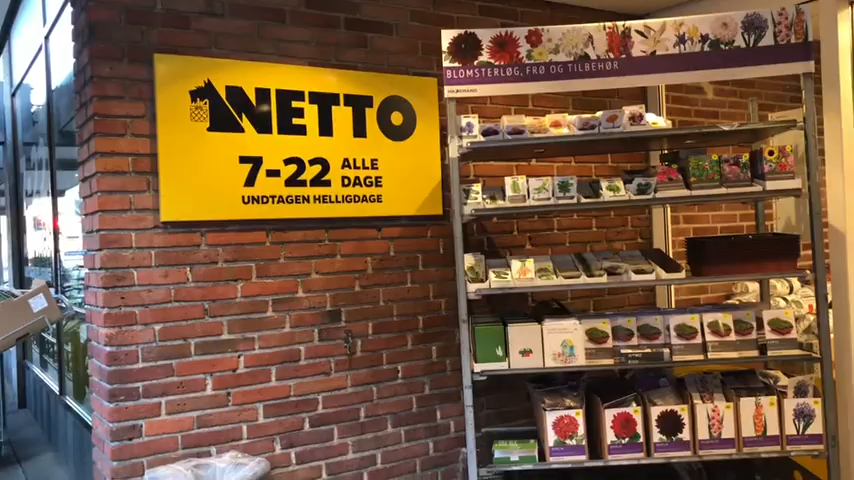 NETTO
7-22 ALLE DAGE
UNDTAGEN HELLIGDAGE
BLOMSTERLØG, FRØ OG TILBEHØR